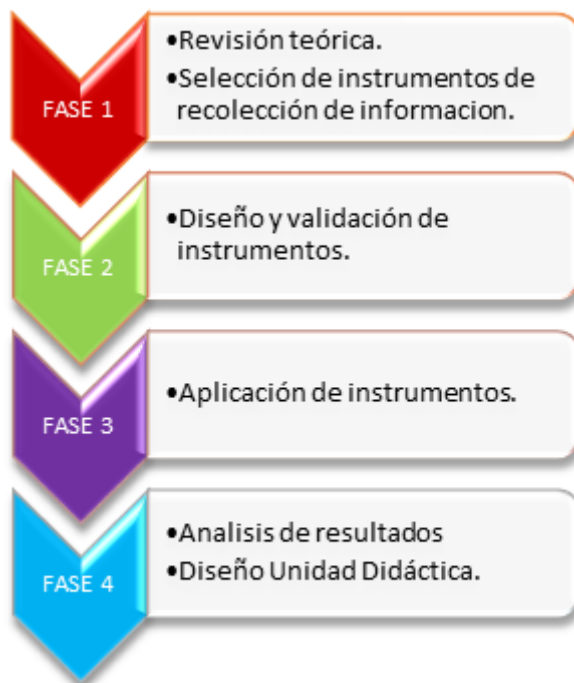 FASE 1
•Revisión teórica.
•Selección de instrumentos de
recolección de informacion.
FASE 2
•Diseño y validación de
instrumentos.
FASE 3
•Aplicación de instrumentos.
FASE 4
•Analisis de resultados
•Diseño Unidad Didáctica.